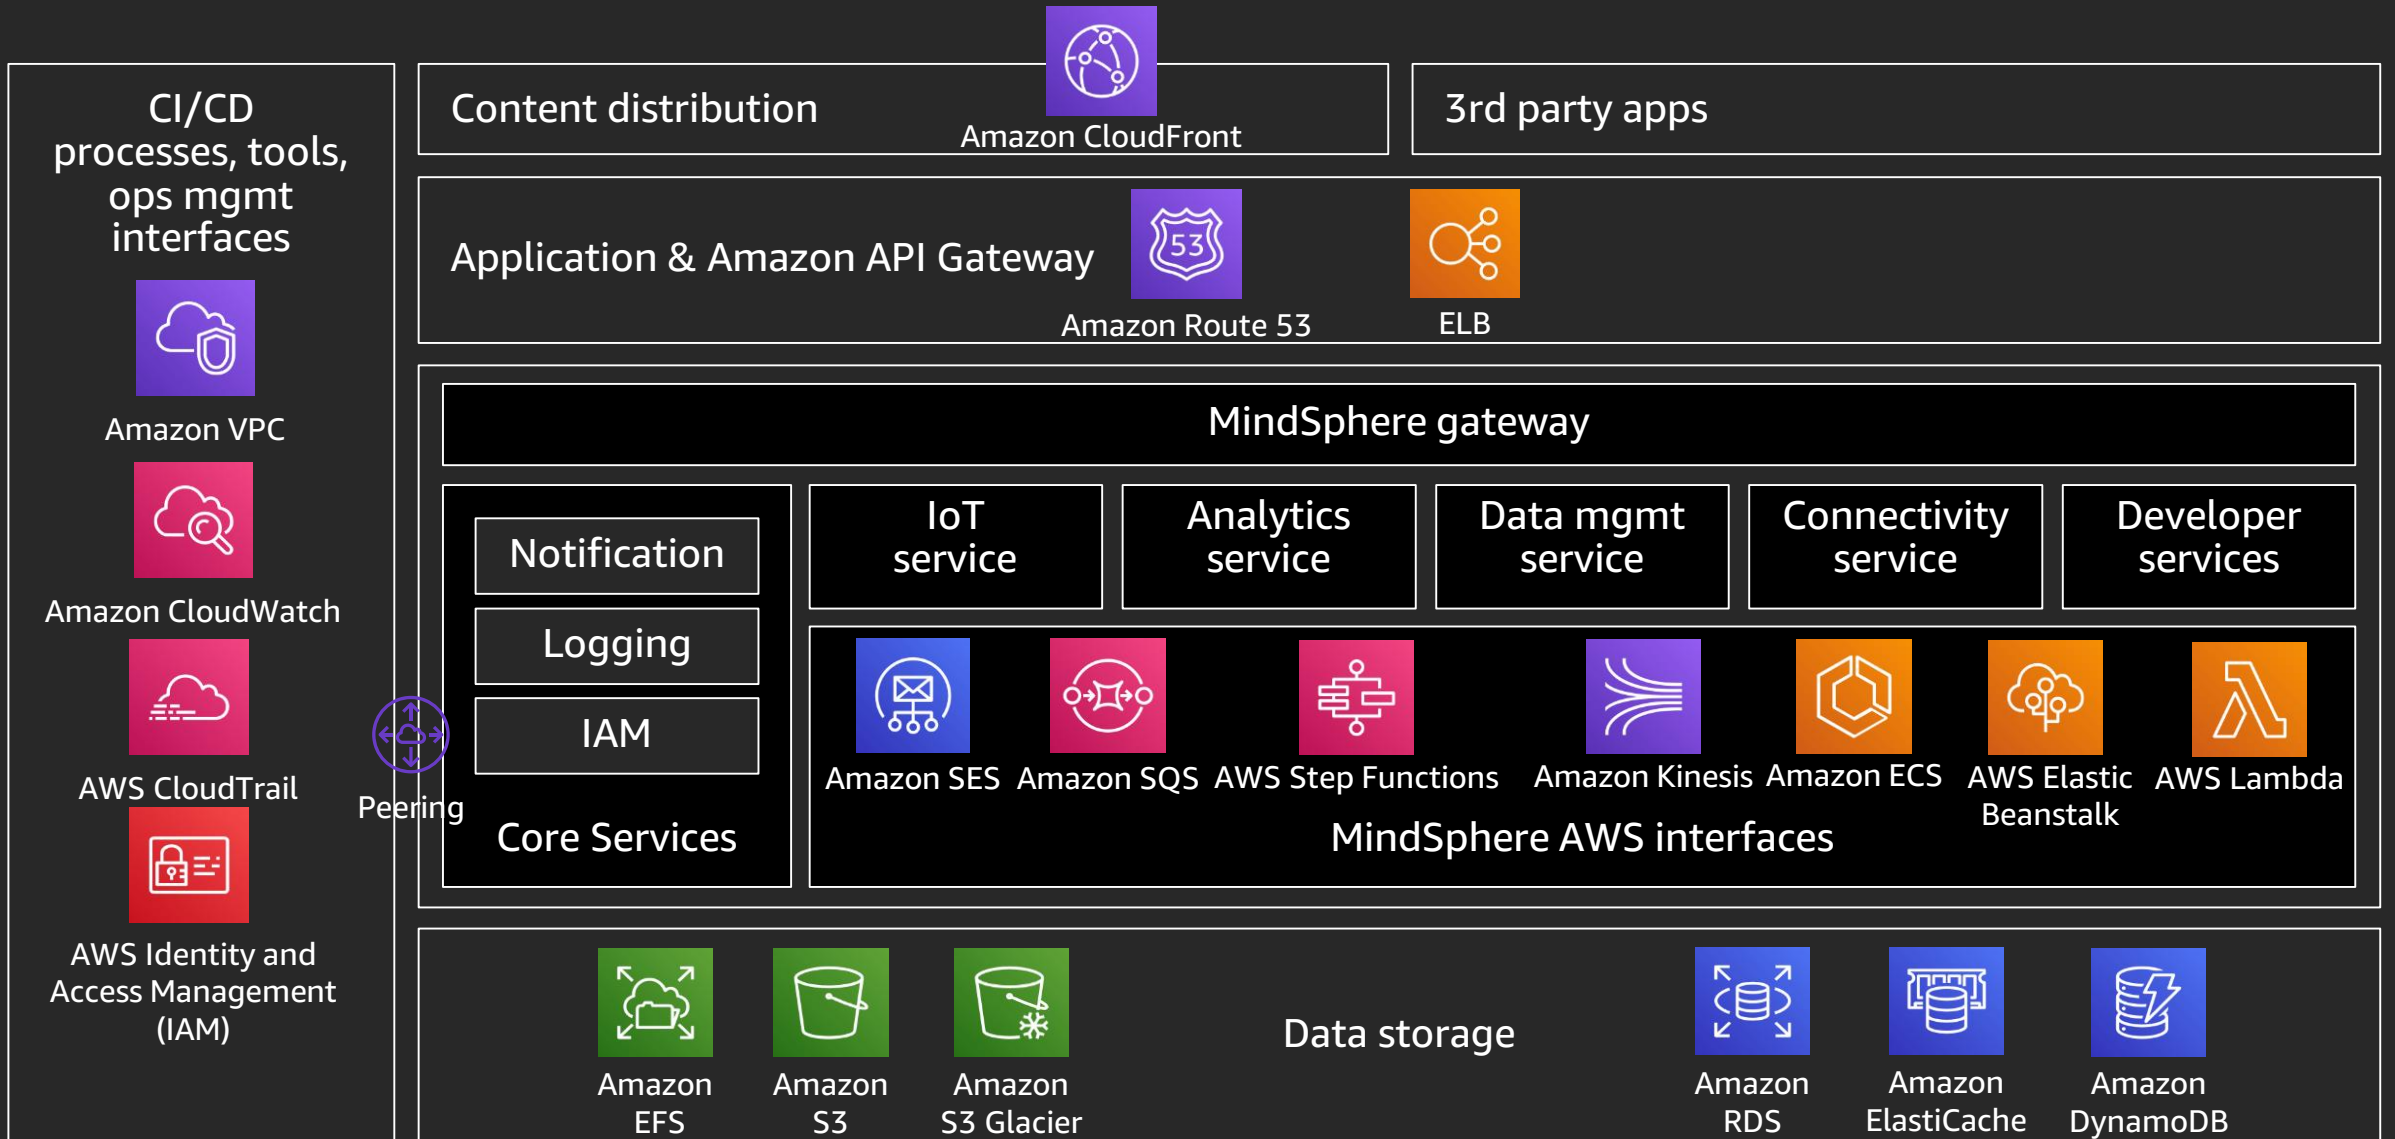 CI/CD
processes, tools,
ops mgmt
interfaces
Amazon VPC
Amazon CloudWatch
AWS CloudTrail
AWS Identity and
Access Management
(IAM)
Peering
Content distribution
Amazon CloudFront
3rd party apps
Application & Amazon API Gateway
53
Amazon Route 53
ELB
MindSphere gateway
Notification
Logging
IAM
Core Services
IoT
service
Analytics
service
Data mgmt
service
Connectivity
service
Developer
services
Amazon SES
Amazon SQS
AWS Step Functions
Amazon Kinesis
Amazon ECS
AWS Elastic
Beanstalk
AWS Lambda
MindSphere AWS interfaces
Amazon
EFS
Amazon
S3
Amazon
S3 Glacier
Data storage
Amazon
RDS
Amazon
ElastiCache
Amazon
DynamoDB